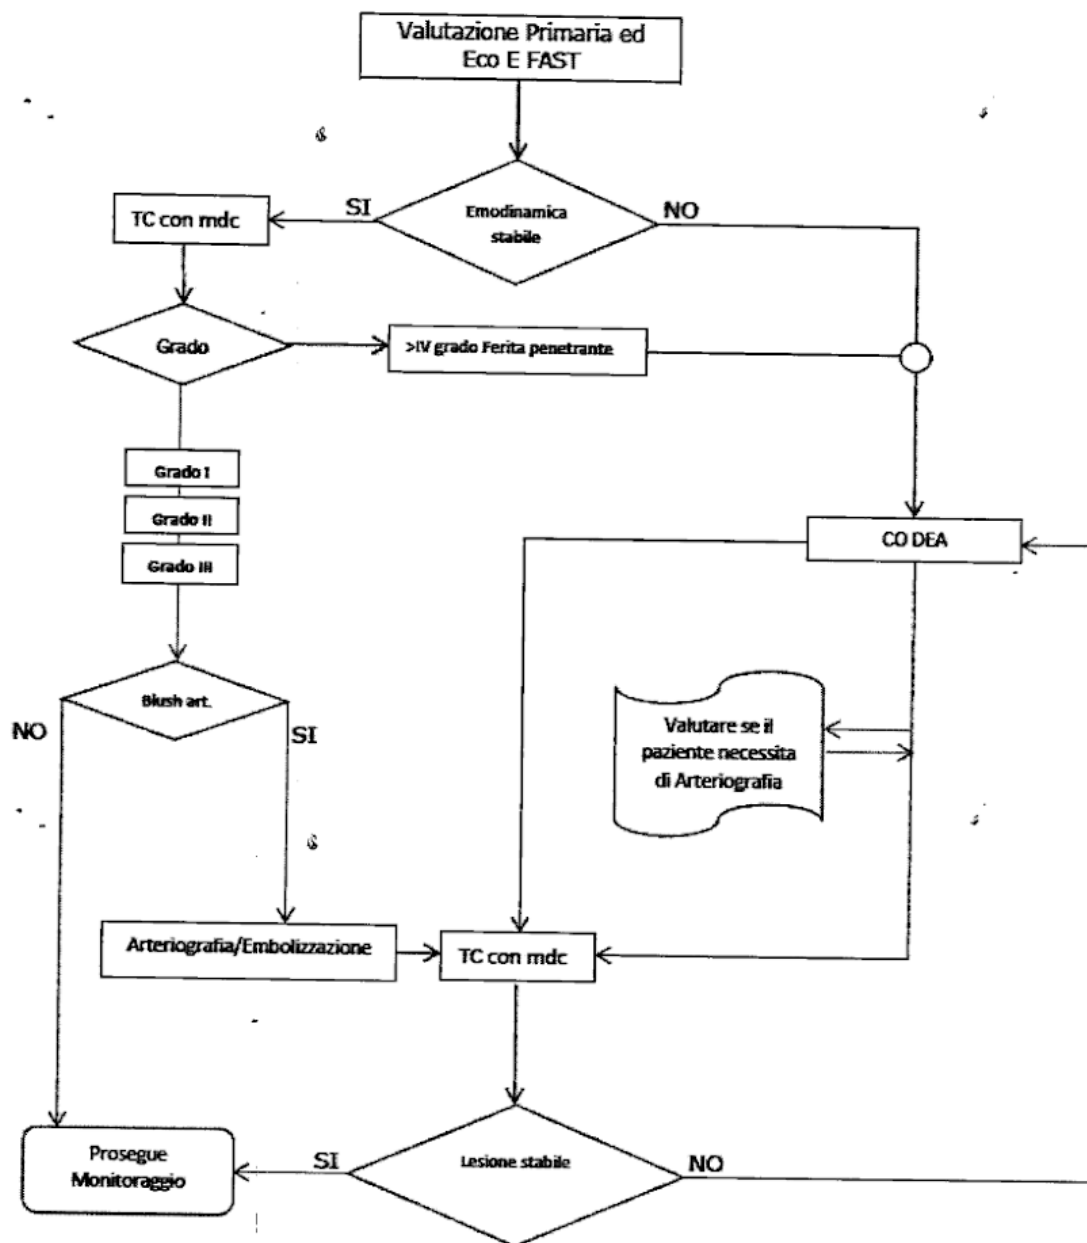 Valutazione Primaria ed
Eco E FAST
Emodinamica
stabile
SI
NO
TC con mdc
Grado
>IV grado Ferita penetrante
Grado I
Grado II
Grado III
CO DEA
Blush art.
NO
SI
Valutare se il
paziente necessita
di Arteriografia
Arteriografia/Embolizzazione
TC con mdc
Prosegue
Monitoraggio
SI
Lesione stabile
NO